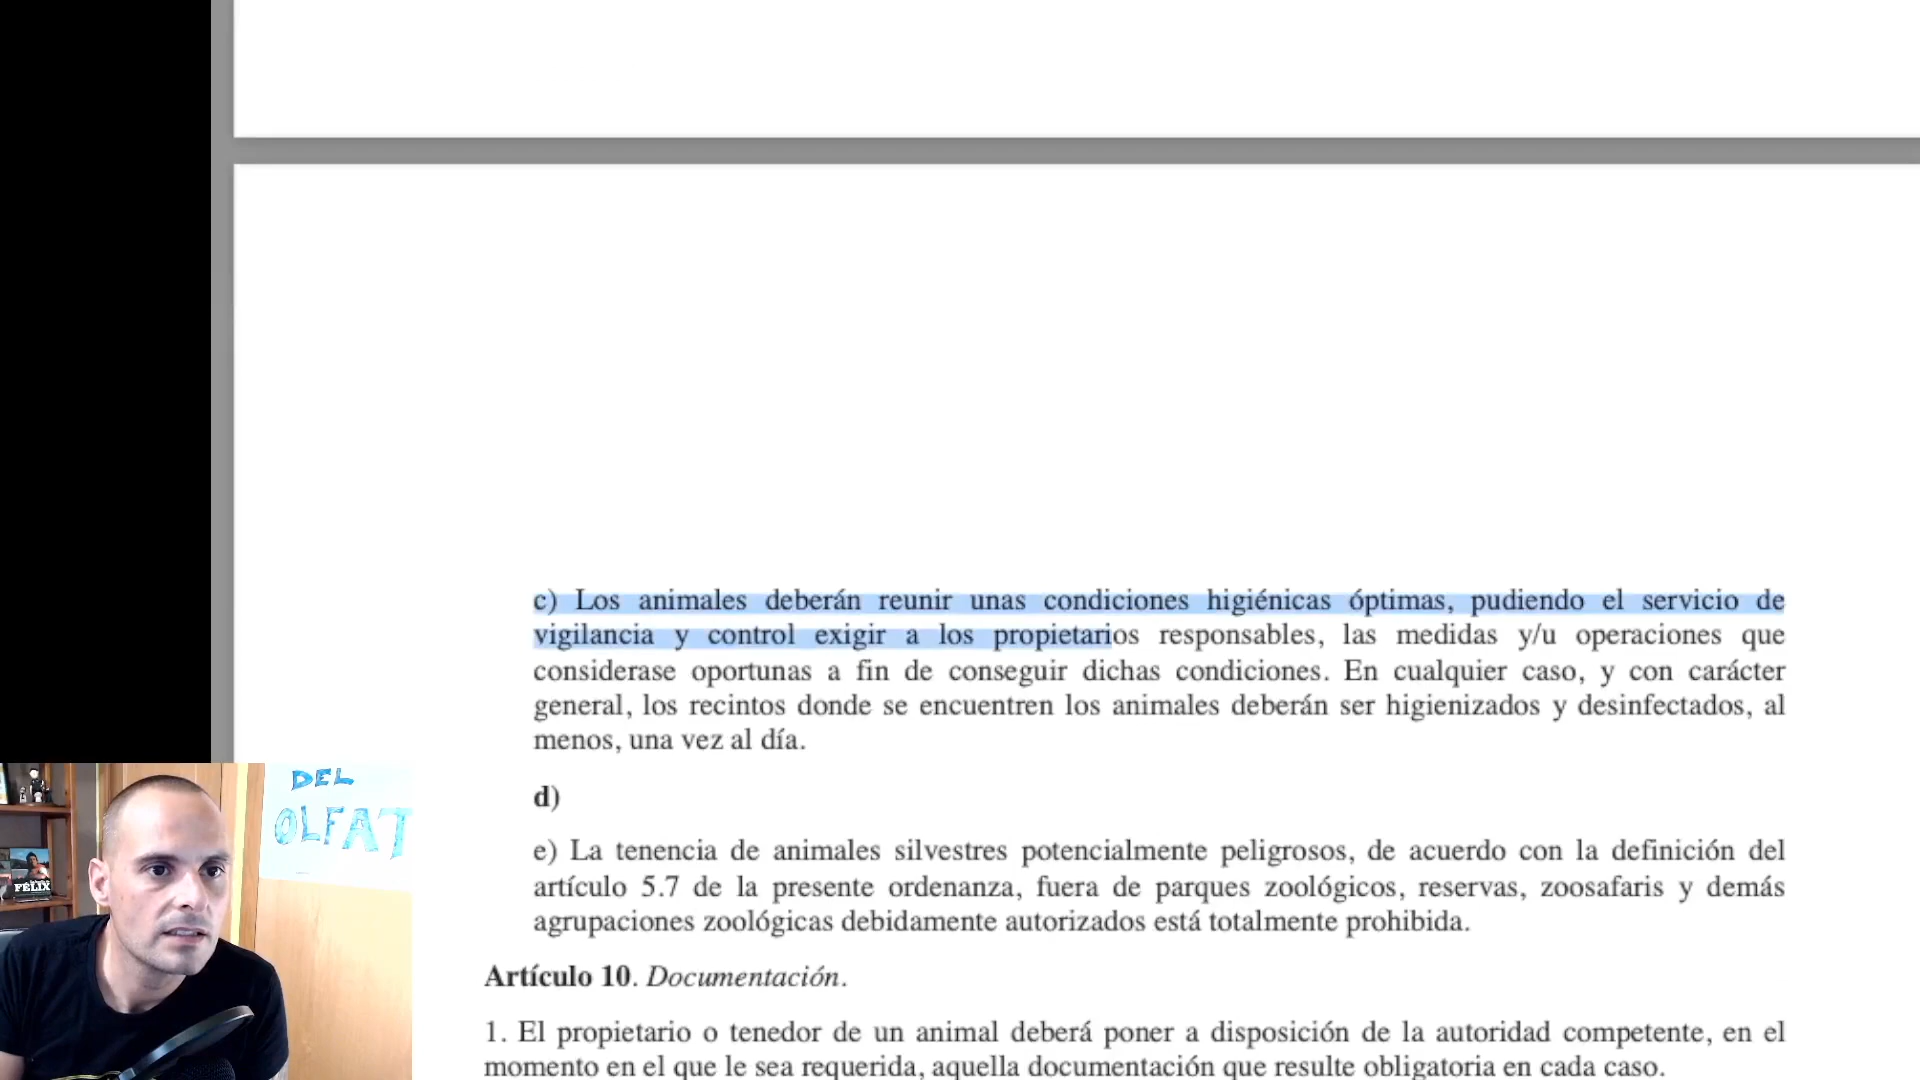 c) Los animales deberán reunir unas condiciones higiénicas óptimas, pudiendo el servicio de
vigilancia y control exigir a los propietarios responsables, las medidas y/u operaciones que
considerase oportunas a fin de conseguir dichas condiciones. En cualquier caso, y con carácter
general, los recintos donde se encuentren los animales deberán ser higienizados y desinfectados, al
menos, una vez al día.
d)
e) La tenencia de animales silvestres potencialmente peligrosos, de acuerdo con la definición del
artículo 5.7 de la presente ordenanza, fuera de parques zoológicos, reservas, zoosafaris y demás
agrupaciones zoológicas debidamente autorizados está totalmente prohibida.
Artículo 10. Documentación.
1. El propietario o tenedor de un animal deberá poner a disposición de la autoridad competente, en el
momento en el que le sea requerida, aquella documentación que resulte obligatoria en cada caso.
DEL
OLFAT
FÉLIX